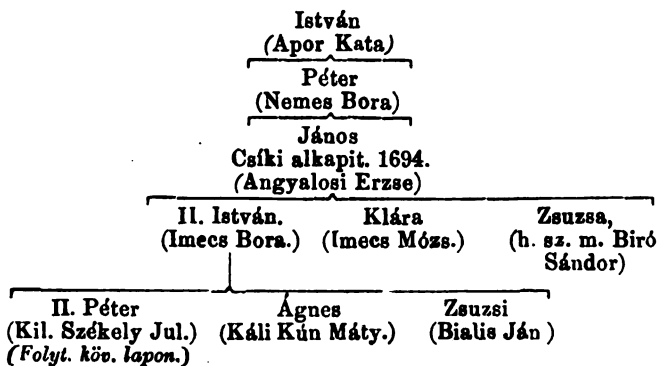 István
(Apor Kata)
Péter
(Nemes Bora)
János
Csíki alkapit. 1694.
(Angyalosi Erzse)
II. István. Klára Zsuzsa,
(Imecs Bora.) (Imecs Mózs.) (h. sz. m. Biró
Sándor)
II. Péter Ágnes Zsuzsi
(Kil. Székely Jul.) (Káli Kún Máty.) (Bialis Ján)
(Folyt. köv. lapon.)